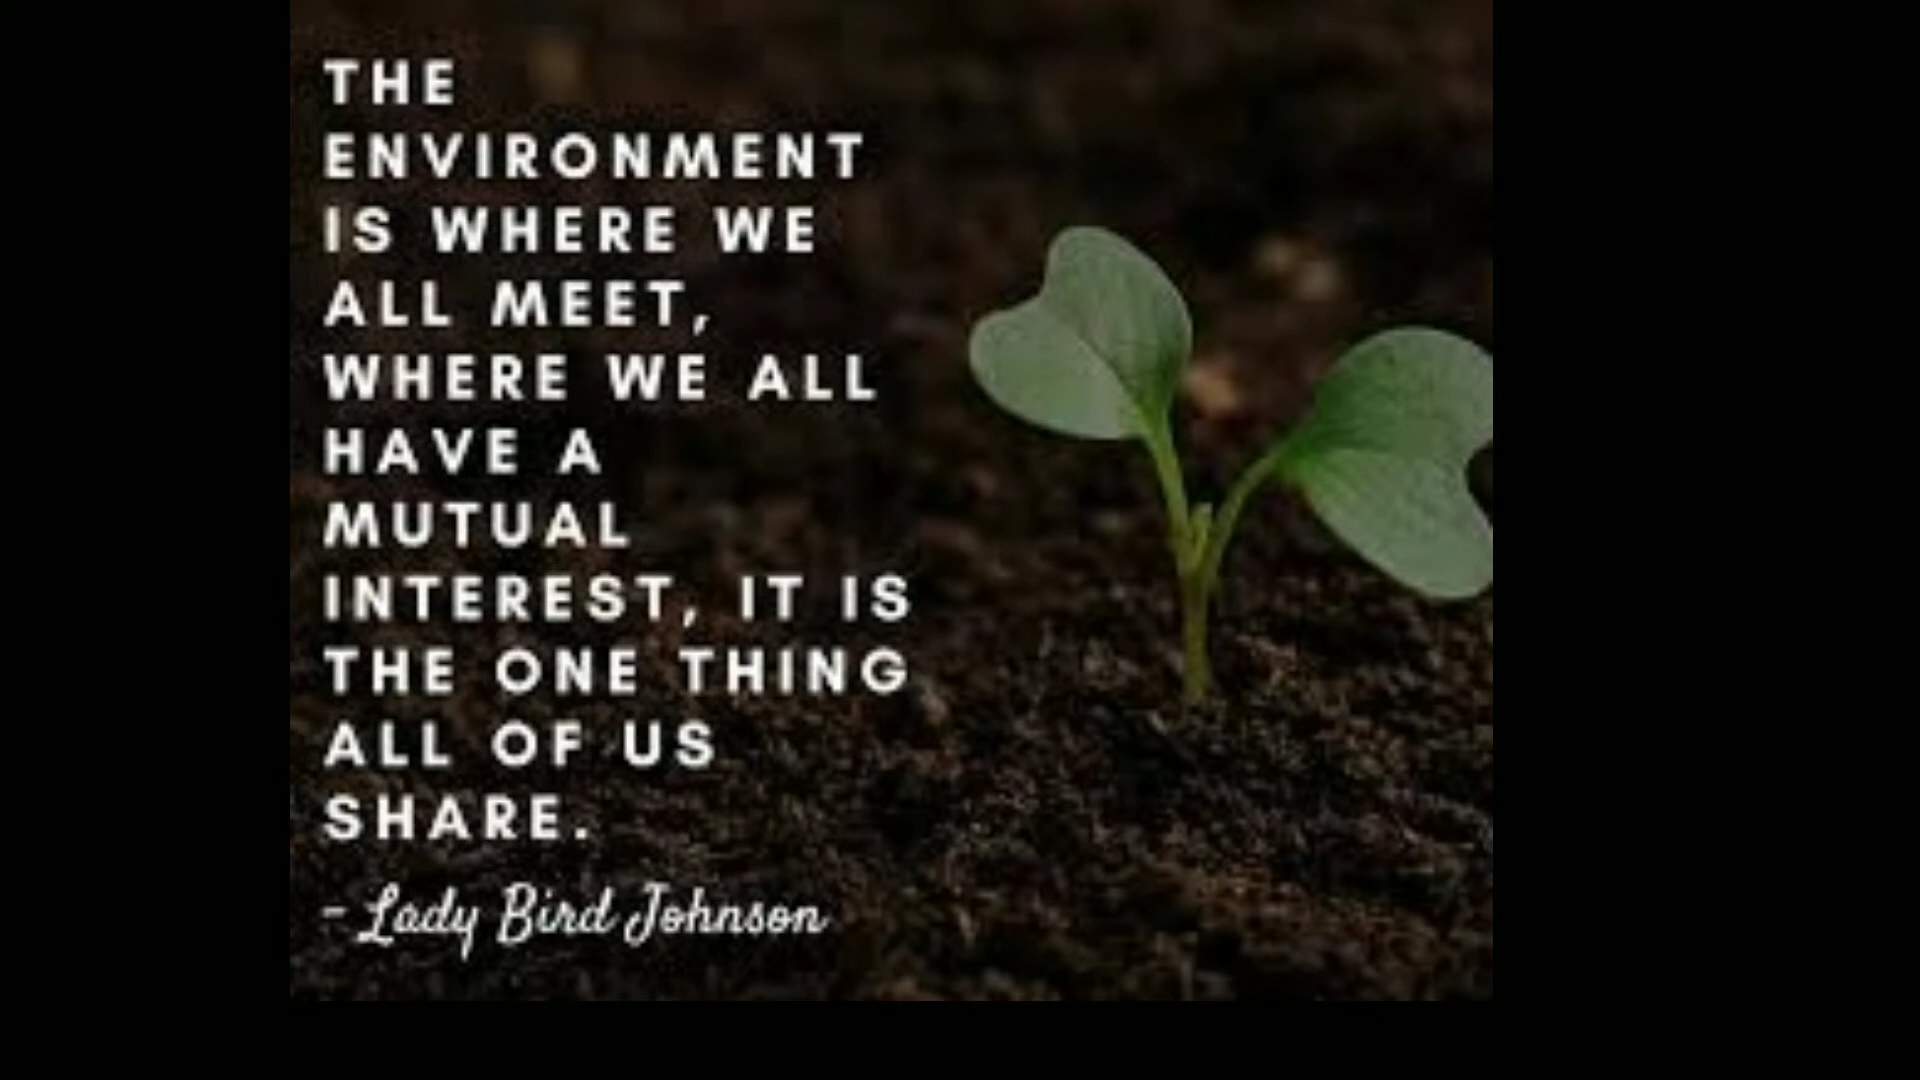 THE
ENVIRONMENT
IS WHERE WE
ALL MEET,
WHERE WE ALL
HAVE A
MUTUAL
INTEREST, IT IS
THE ONE THING
ALL OF US
SHARE.
- Lady Bird Johnson